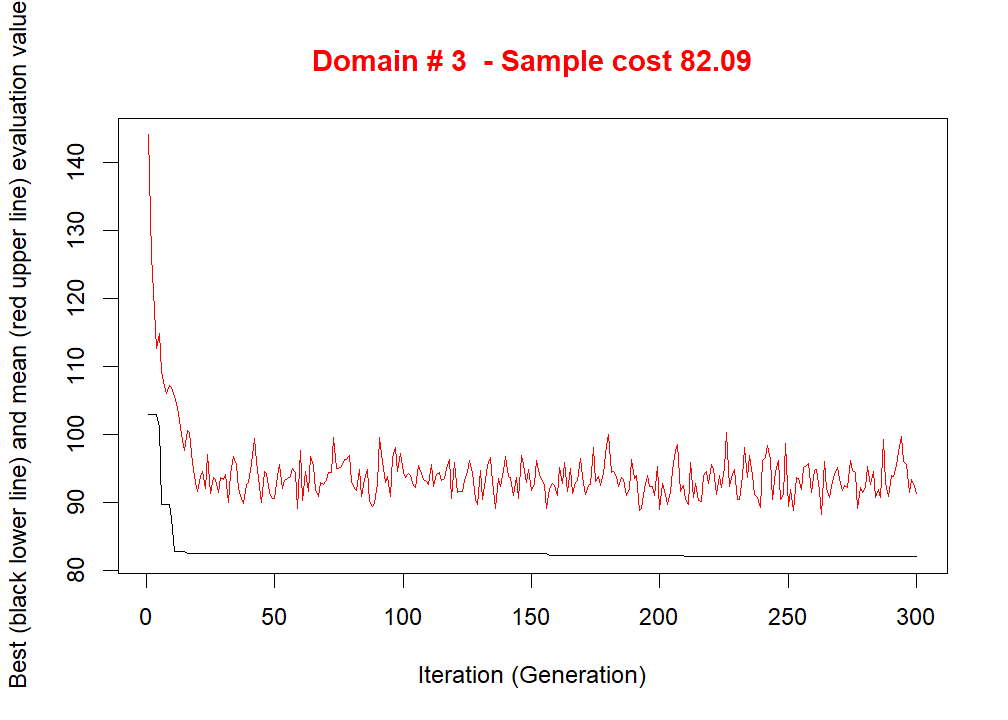 Domain # 3  - Sample cost 82.09
Best (black lower line) and mean (red upper line) evaluation value
140
130
120
110
100
90
80
0 50 100 150 200 250 300
Iteration (Generation)